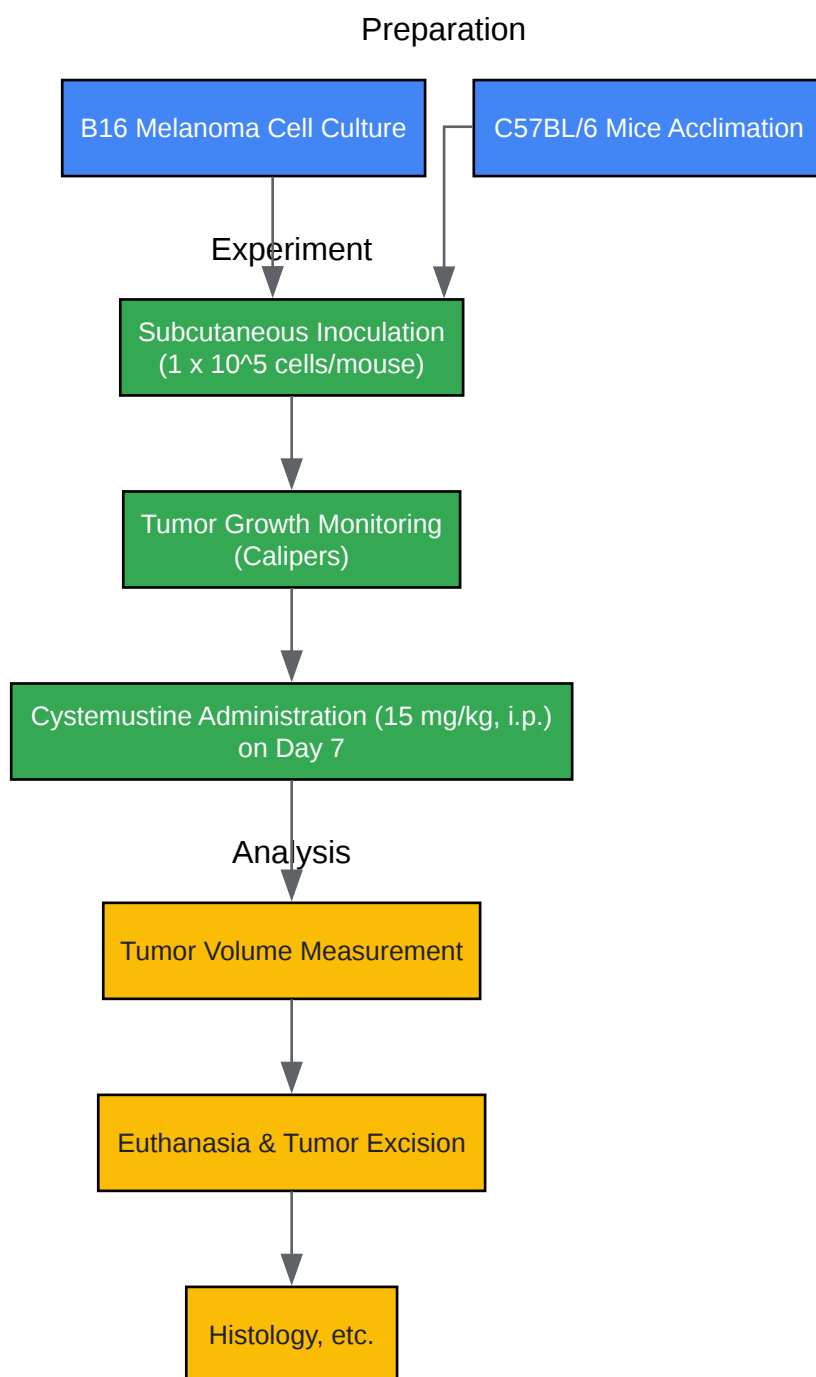 Preparation
B16 Melanoma Cell Culture
C57BL/6 Mice Acclimation
Experiment
Subcutaneous Inoculation
(1 x 10^5 cells/mouse)
Tumor Growth Monitoring
(Calipers)
Cystemustine Administration (15 mg/kg, i.p.)
on Day 7
Analysis
Tumor Volume Measurement
Euthanasia & Tumor Excision
Histology, etc.